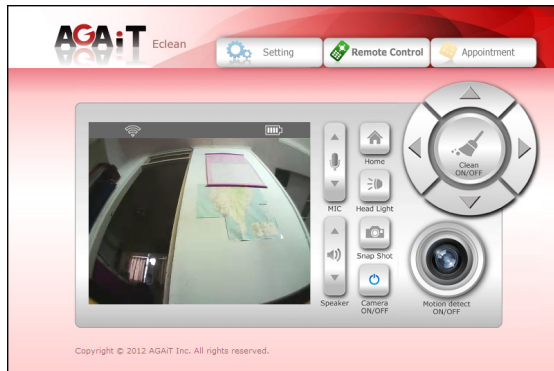 AGAiT Eclean
Setting
Remote Control
Appointment
Home
Clean
ON/OFF
MIC
Head Light
Snap Shot
Speaker
Camera
ON/OFF
Motion detect
ON/OFF
Copyright © 2012 AGAiT Inc. All rights reserved.